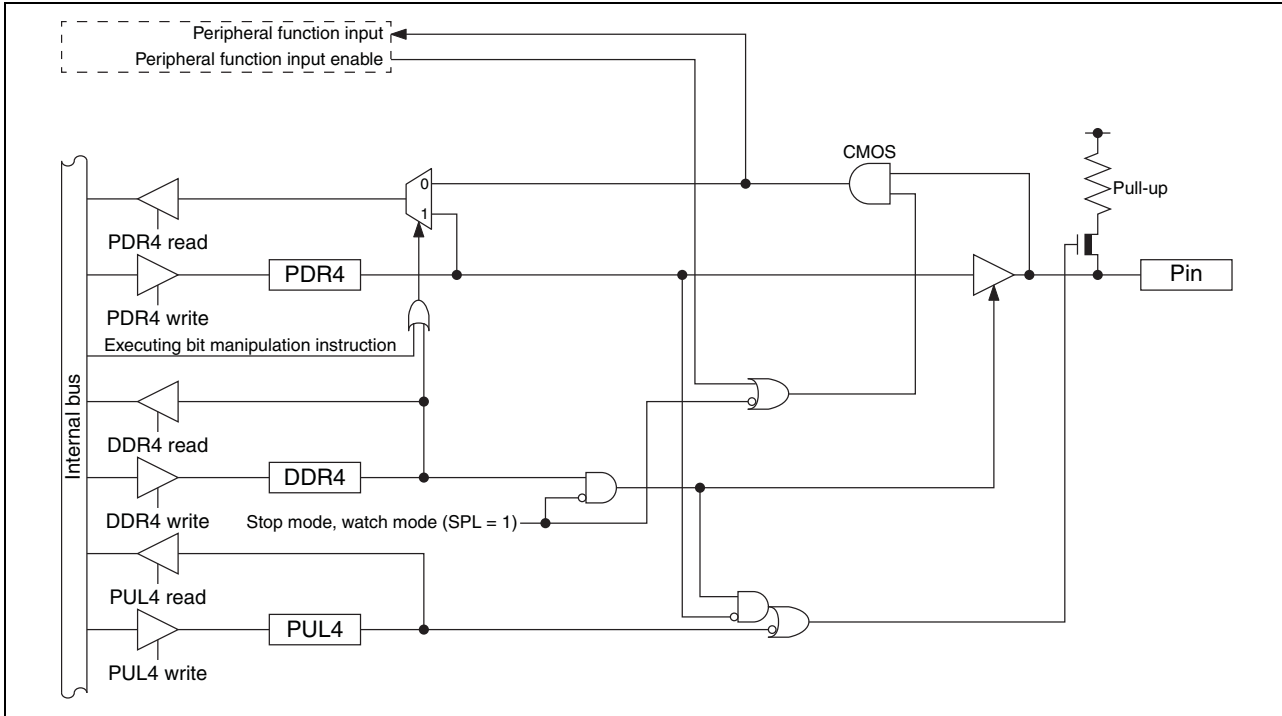 Peripheral function input
Peripheral function input enable
CMOS
Pull-up
0
1
PDR4 read
PDR4
Pin
PDR4 write
Executing bit manipulation instruction
Internal bus
DDR4 read
DDR4
DDR4 write
Stop mode, watch mode (SPL = 1)
PUL4 read
PUL4
PUL4 write